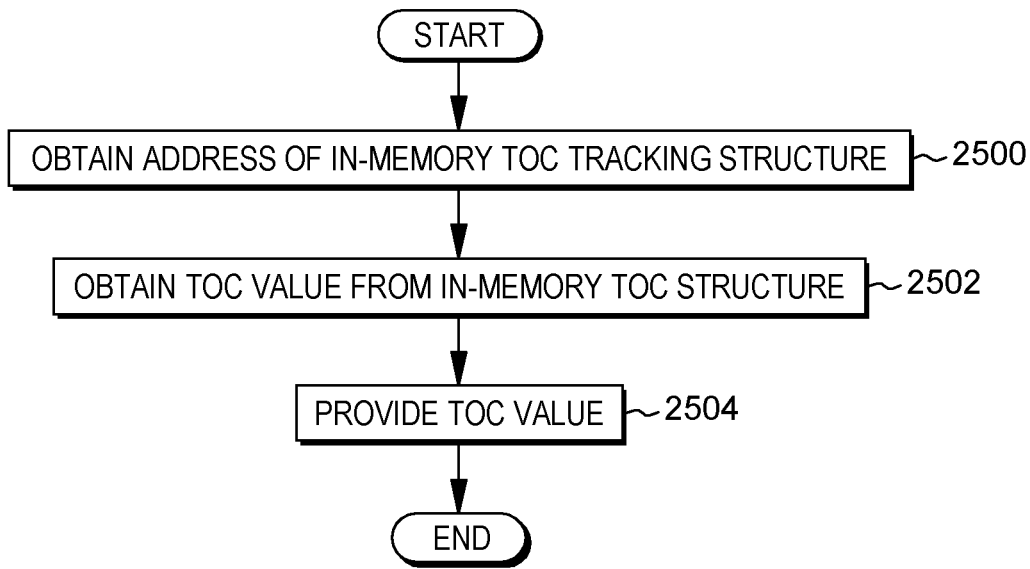 START
OBTAIN ADDRESS OF IN-MEMORY TOC TRACKING STRUCTURE 2500
OBTAIN TOC VALUE FROM IN-MEMORY TOC STRUCTURE 2502
PROVIDE TOC VALUE 2504
END